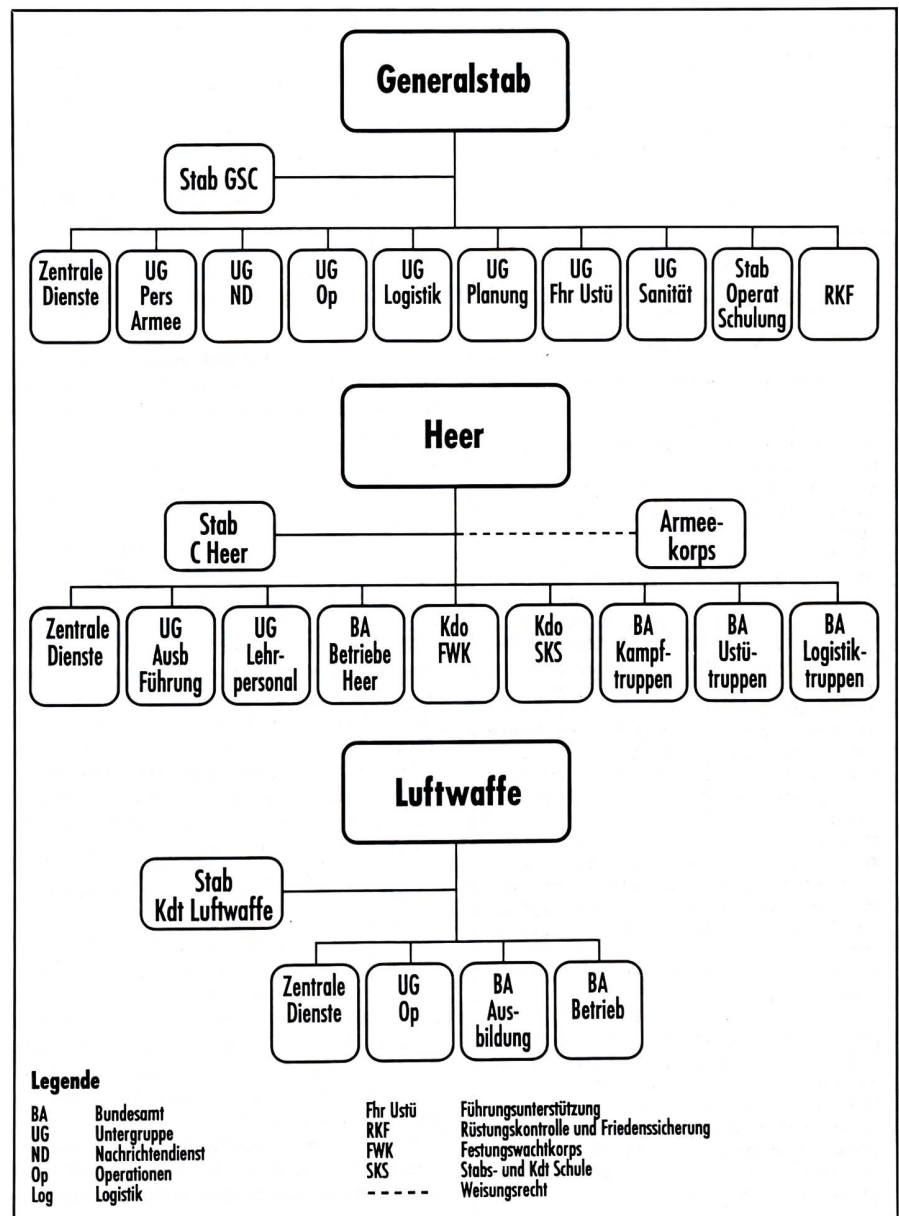 Generalstab
Stab GSC
Zentrale
Dienste
UG
Pers
Armee
UG
ND
UG
Op
UG
Logistik
UG
Planung
UG
Fhr Ustü
UG
Sanität
Stab
Operat
Schulung
RKF
Heer
Stab
C Heer
Armee-
korps
Zentrale
Dienste
UG
Ausb
Führung
UG
Lehr-
personal
BA
Betriebe
Heer
Kdo
FWK
Kdo
SKS
BA
Kampf-
truppen
BA
Ustü-
truppen
BA
Logistik-
truppen
Luftwaffe
Stab
Kdt Luftwaffe
Zentrale
Dienste
UG
Op
BA
Aus-
bildung
BA
Betrieb
Legende
BA Bundesamt
UG Untergruppe
ND Nachrichtendienst
Op Operationen
Log Logistik
Fhr Ustü Führungsunterstützung
RKF Rüstungskontrolle und Friedenssicherung
FWK Festungswachtkorps
SKS Stabs- und Kdt Schule
----- Weisungsrecht